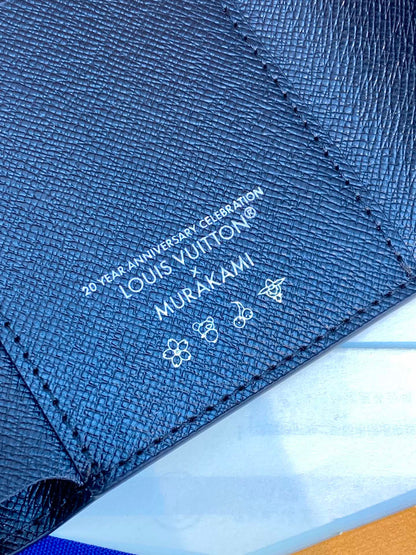 20 YEAR ANNIVERSARY CELEBRATION
LOUIS VUITTON®
×
MURAKAMI